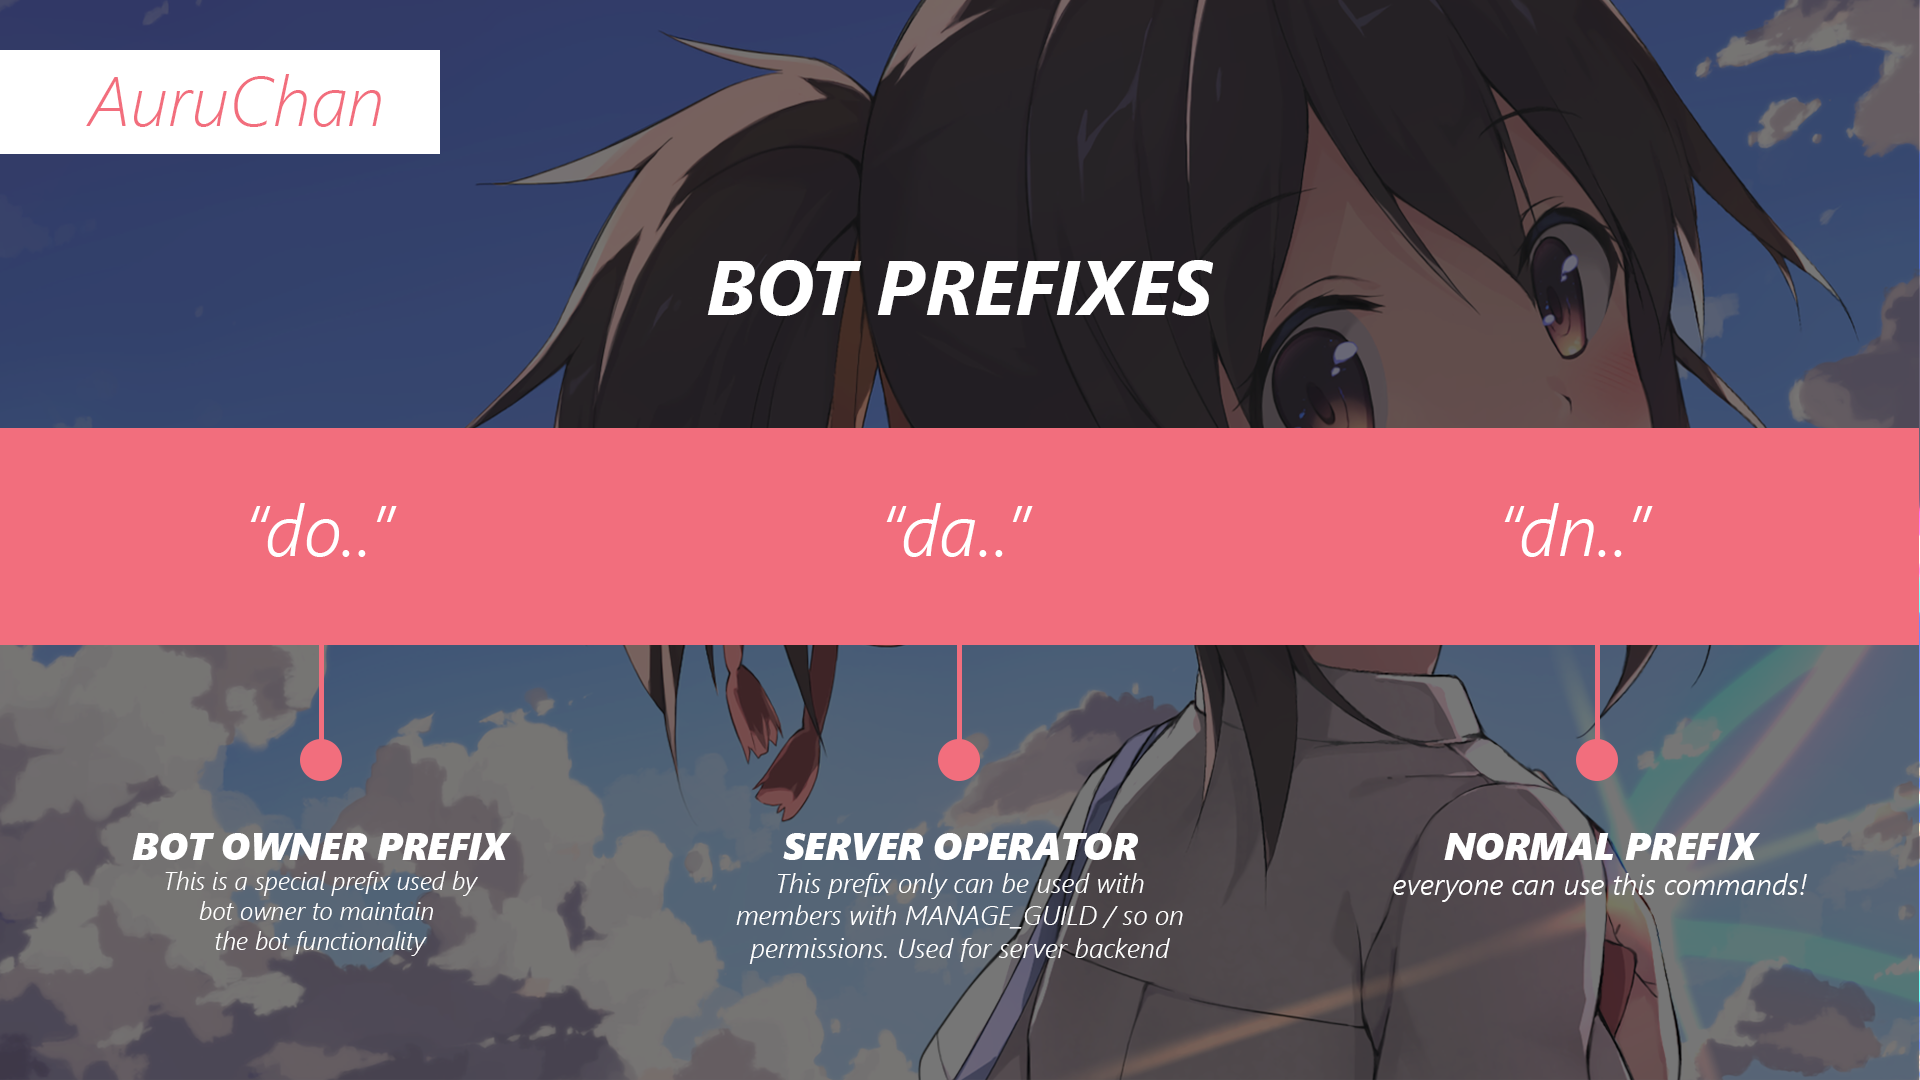 AuruChan
BOT PREFIXES
“do..”
“da..”
“dn..”
BOT OWNER PREFIX
This is a special prefix used by
bot owner to maintain
the bot functionality
SERVER OPERATOR
This prefix only can be used with
members with MANAGE_GUILD / so on
permissions. Used for server backend
NORMAL PREFIX
everyone can use this commands!